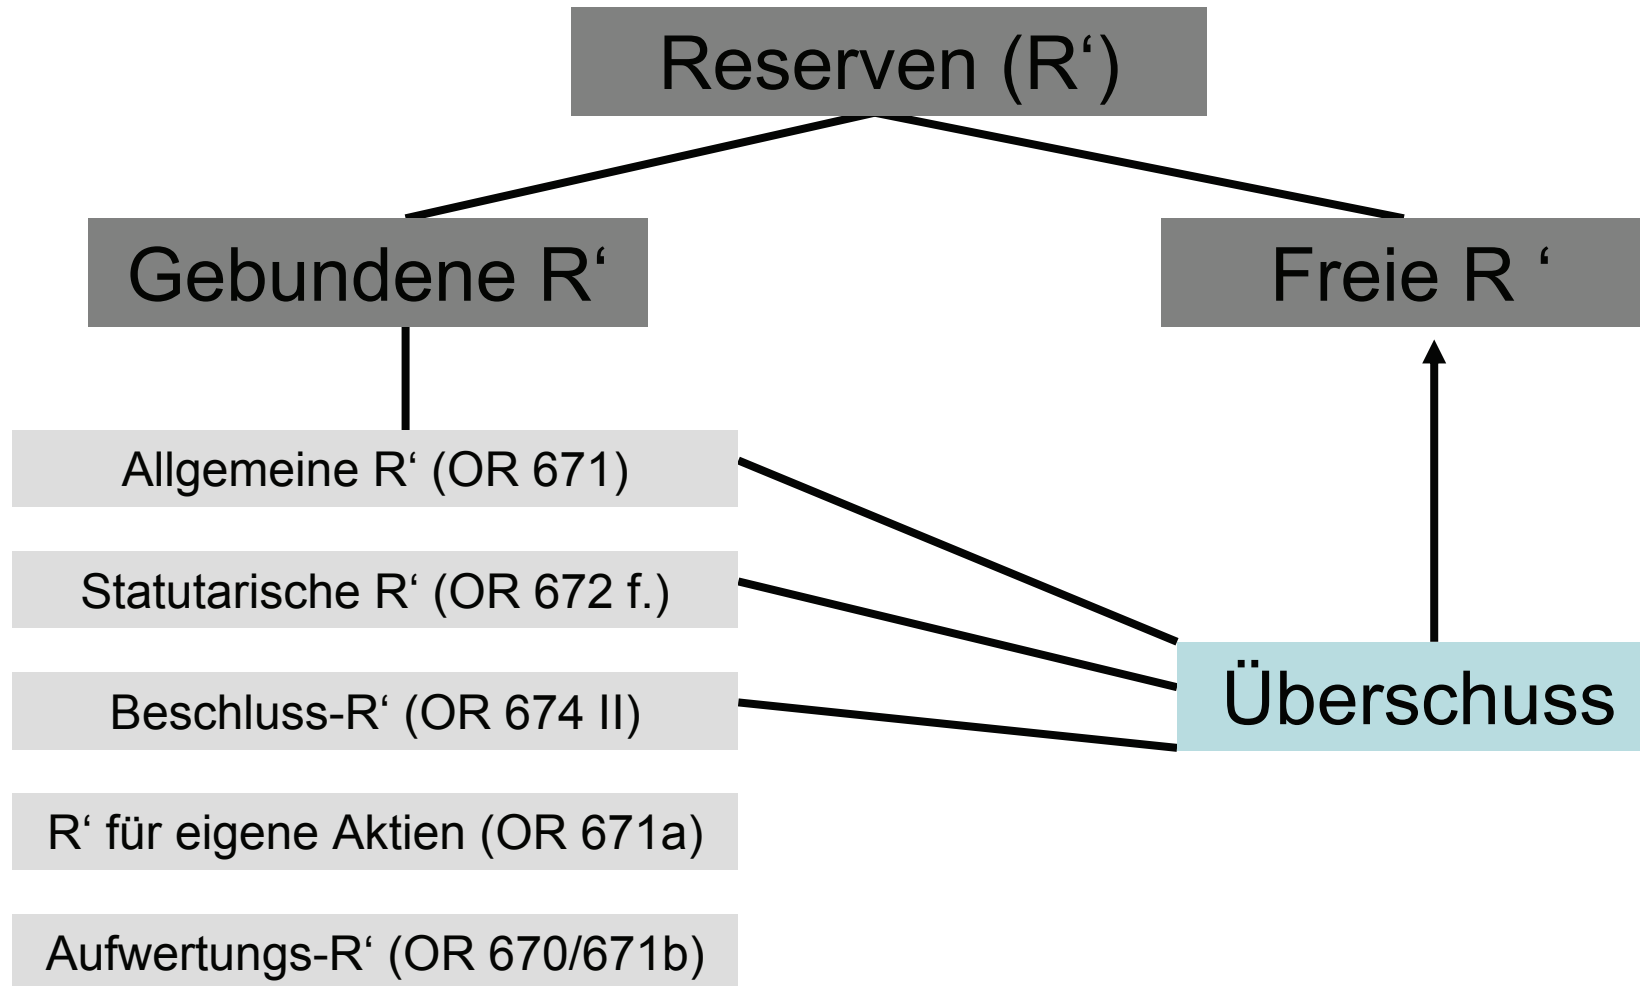 Reserven (R‘)
Gebundene R‘
Freie R ‘
Allgemeine R‘ (OR 671)
Statutarische R‘ (OR 672 f.)
Beschluss-R‘ (OR 674 II)
Überschuss
R‘ für eigene Aktien (OR 671a)
Aufwertungs-R‘ (OR 670/671b)